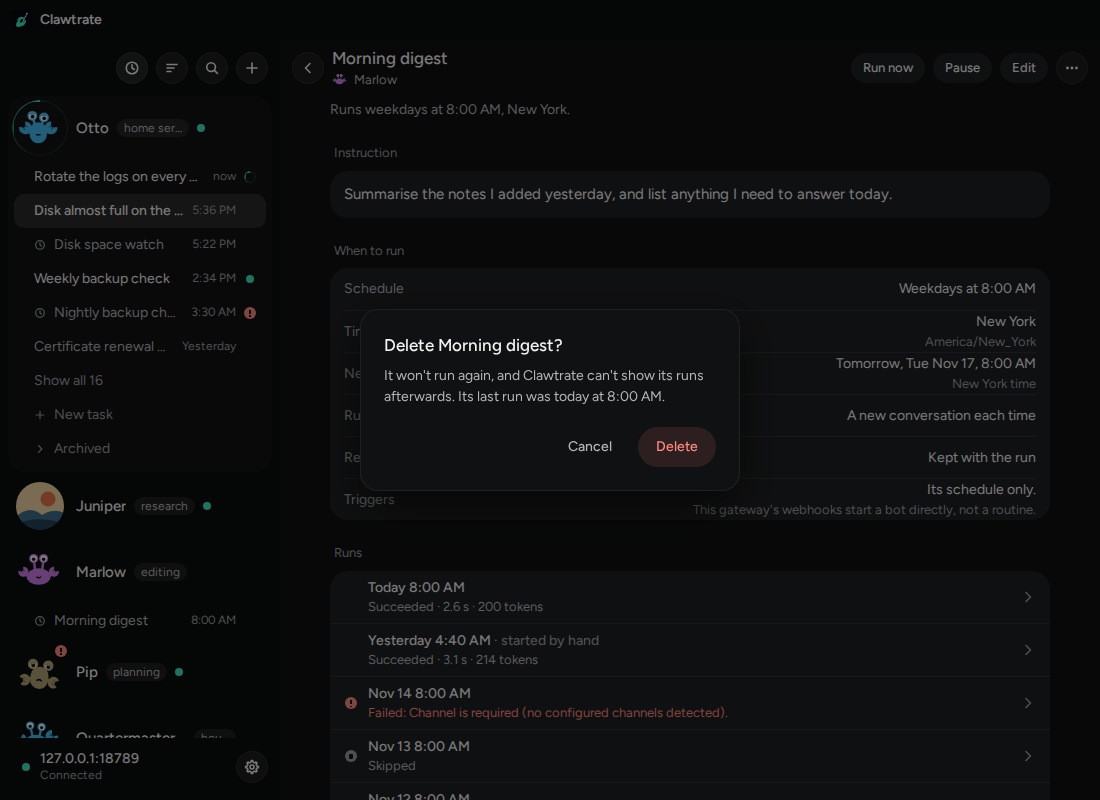 Clawtrate
Otto
home ser...
Rotate the logs on every ...
now
Disk almost full on the ...
5:36 PM
Disk space watch
5:22 PM
Weekly backup check
2:34 PM
Nightly backup ch...
3:30 AM
Certificate renewal ...
Yesterday
Show all 16
New task
Archived
Juniper
research
Marlow
editing
Morning digest
8:00 AM
Pip
planning
Quartermaster
127.0.0.1:18789
Connected
Morning digest
Marlow
Run now
Pause
Edit
Runs weekdays at 8:00 AM, New York.
Instruction
Summarise the notes I added yesterday, and list anything I need to answer today.
When to run
Schedule
Weekdays at 8:00 AM
New York
America/New_York
Tomorrow, Tue Nov 17, 8:00 AM
New York time
A new conversation each time
Kept with the run
Triggers
Its schedule only.
This gateway's webhooks start a bot directly, not a routine.
Delete Morning digest?
It won't run again, and Clawtrate can't show its runs
afterwards. Its last run was today at 8:00 AM.
Cancel
Delete
Runs
Today 8:00 AM
Succeeded · 2.6 s · 200 tokens
Yesterday 4:40 AM · started by hand
Succeeded · 3.1 s · 214 tokens
Nov 14 8:00 AM
Failed: Channel is required (no configured channels detected).
Nov 13 8:00 AM
Skipped
Nov 12 8:00 AM